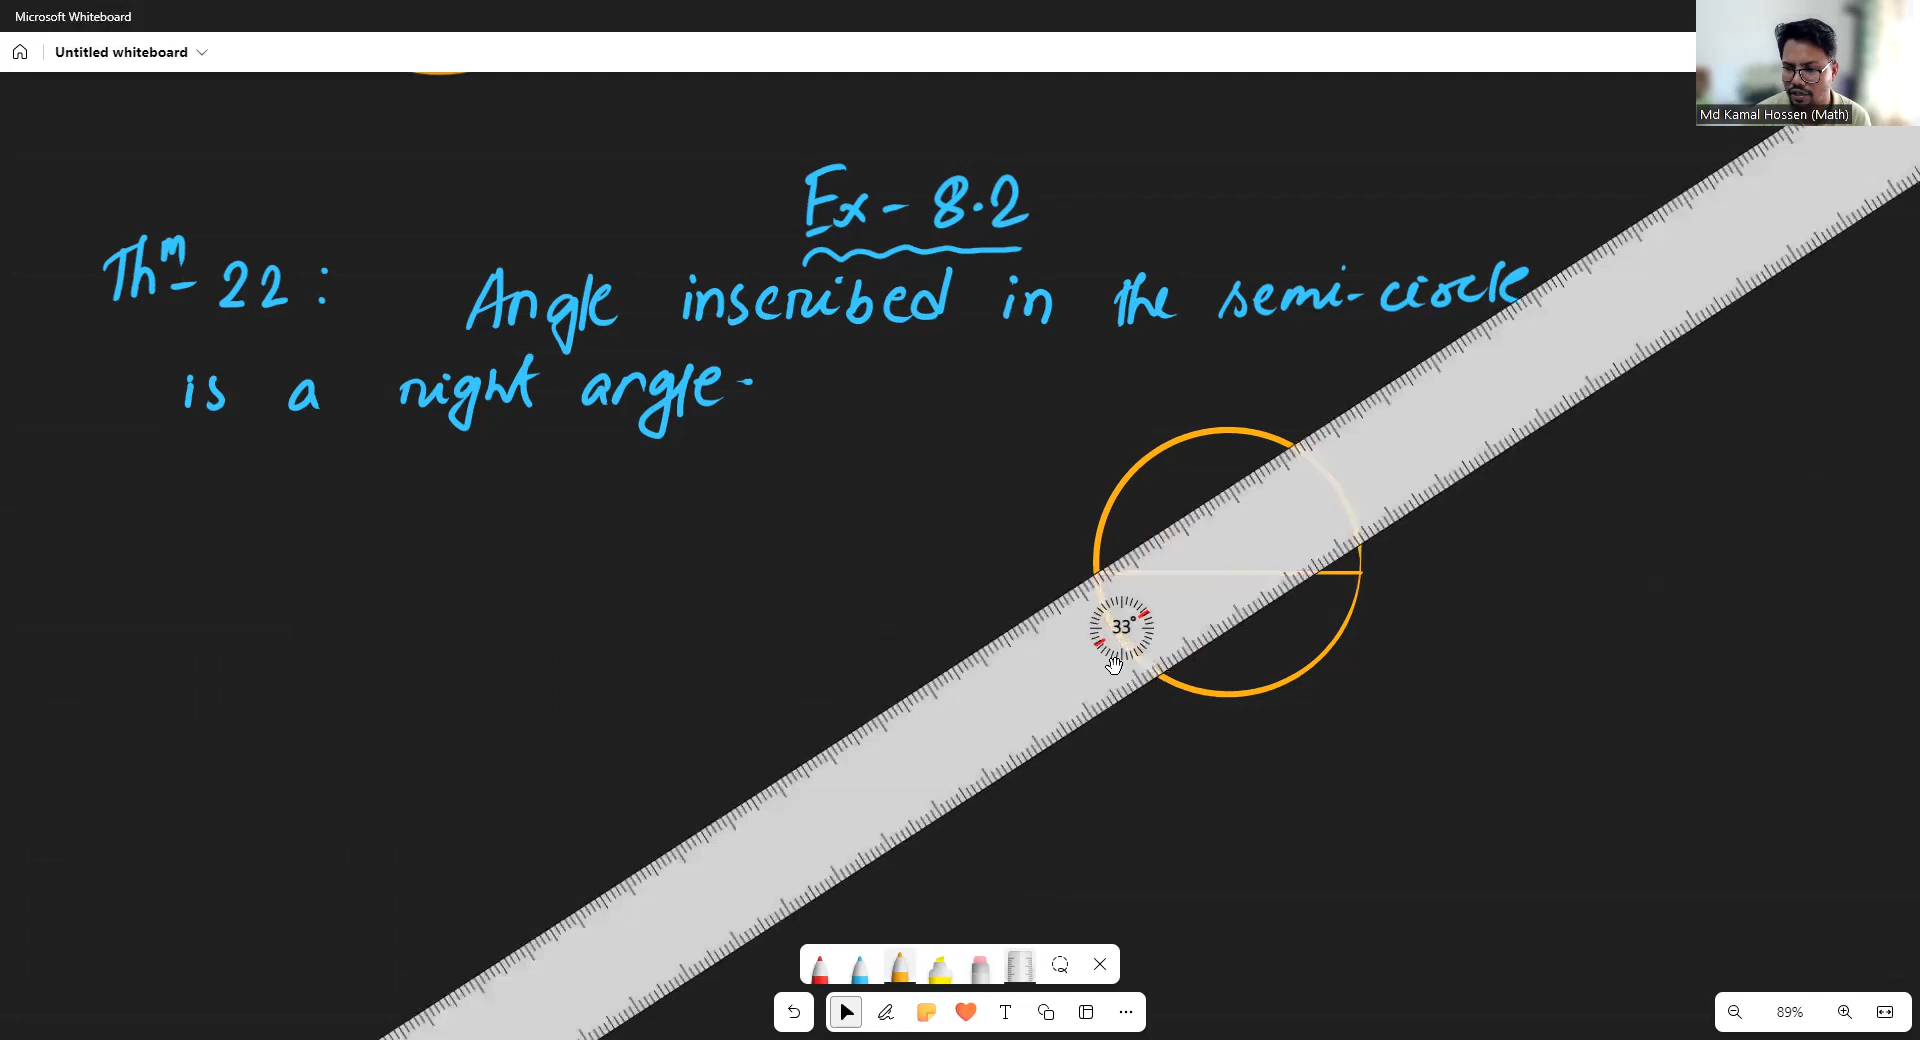 Microsoft Whiteboard
Untitled whiteboard
Md Kamal Hossen (Math)
Ex - 8.2
Thm - 22 : Angle inscribed in the semi-circle
is a right angle.
33°
T
89%